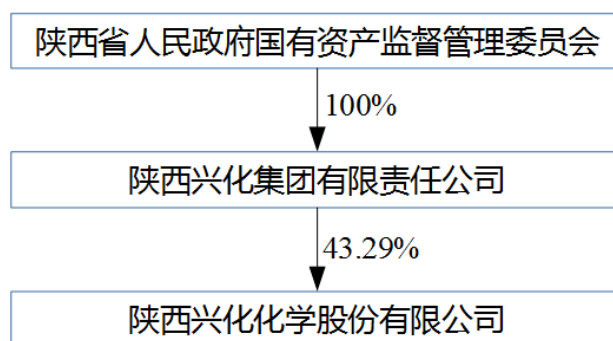 陕西省人民政府国有资产监督管理委员会
100%
陕西兴化集团有限责任公司
43.29%
陕西兴化化学股份有限公司